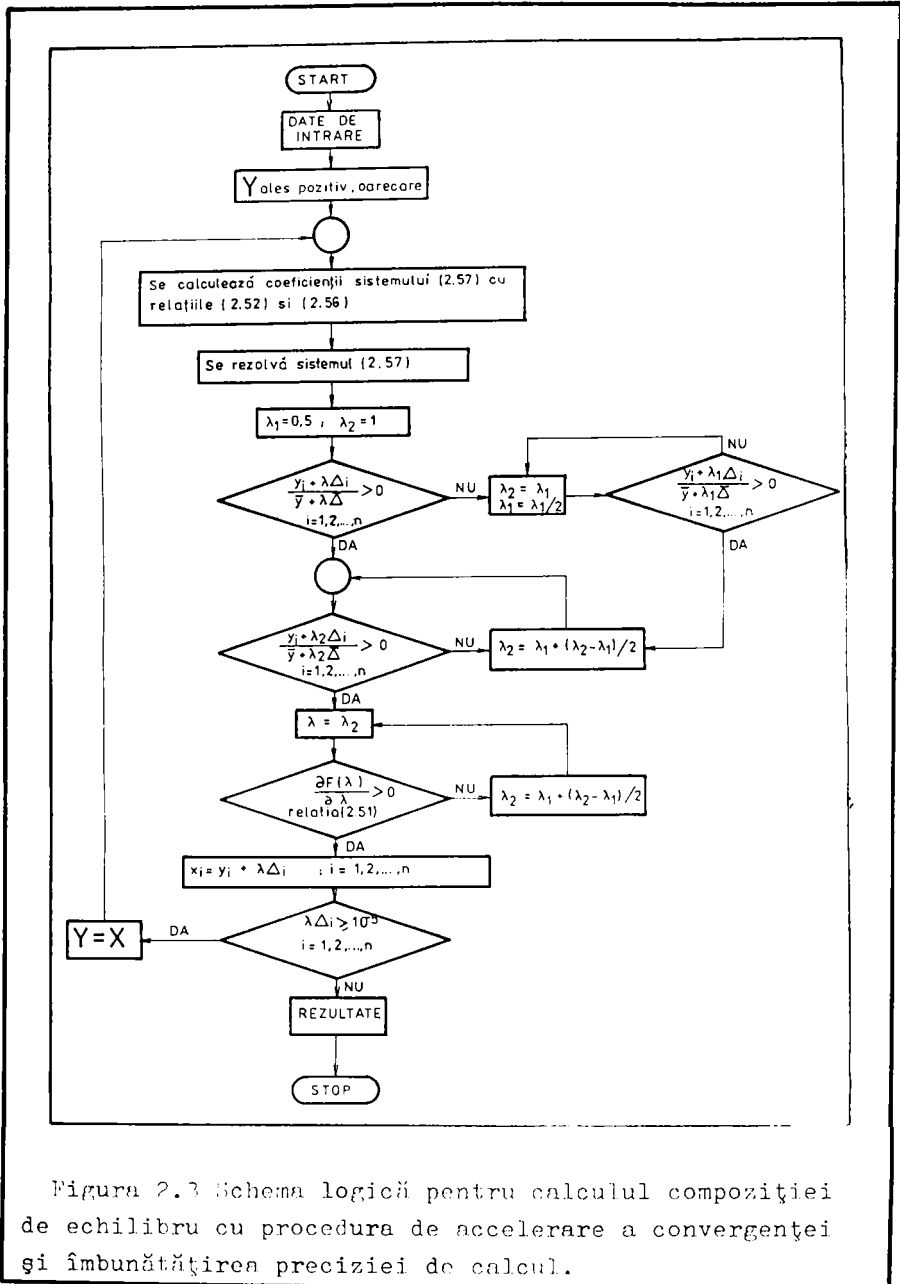 START
DATE DE
INTRARE
Y ales pozitiv, oarecare
Se calculează coeficienții sistemului (2.57) cu
relațiile (2.52) si (2.56)
Se rezolvă sistemul (2.57)
λ₁=0,5 , λ₂=1
NU
yᵢ + λΔᵢ
y̅ + λΔ̅
>0
i=1,2,...,n
NU
λ₂ = λ₁
λ₁ = λ₁/2
yᵢ + λ₁Δᵢ
y̅ + λ₁Δ̅
>0
i=1,2,...,n
DA
DA
yᵢ + λ₂Δᵢ
y̅ + λ₂Δ̅
>0
i=1,2,...,n
NU
λ₂ = λ₁ + (λ₂-λ₁)/2
DA
λ = λ₂
∂F(λ)
∂λ
>0
relatia(2.51)
NU
λ₂ = λ₁ + (λ₂-λ₁)/2
DA
xᵢ= yᵢ + λΔᵢ ; i = 1,2,...,n
λΔᵢ ≥ 10⁻⁵
i = 1,2,...,n
DA
Y=X
NU
REZULTATE
STOP
Figura 2.3 Schema logică pentru calculul compoziţiei
de echilibru cu procedura de accelerare a convergenţei
şi îmbunătăţirea preciziei de calcul.